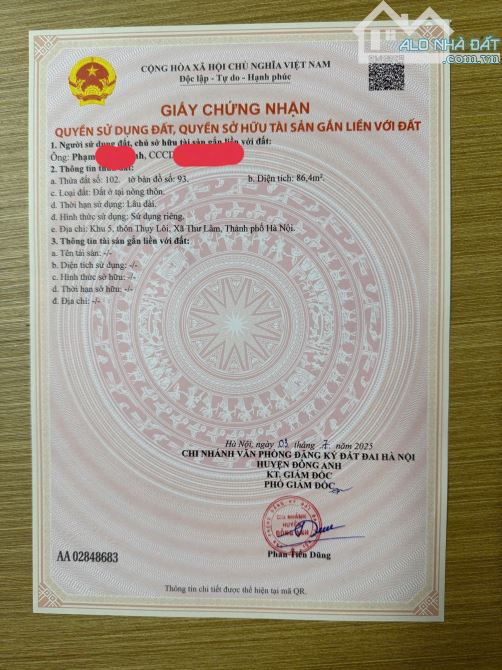 ALO NHÀ ĐẤT
.com.vn
CỘNG HÒA XÃ HỘI CHỦ NGHĨA VIỆT NAM
Độc lập - Tự do - Hạnh phúc
GIẤY CHỨNG NHẬN
QUYỀN SỬ DỤNG ĐẤT, QUYỀN SỞ HỮU TÀI SẢN GẮN LIỀN VỚI ĐẤT
1. Người sử dụng đất, chủ sở hữu tài sản gắn liền với đất:
Ông: Phạm
2. Thông tin thửa đất:
a. Thửa đất số: 102. tờ bản đồ số: 93. b. Diện tích: 86,4m².
c. Loại đất: Đất ở tại nông thôn.
d. Thời hạn sử dụng: Lâu dài.
đ. Hình thức sử dụng: Sử dụng riêng.
e. Địa chỉ: Khu 5, thôn Thụy Lôi, Xã Thư Lâm, Thành phố Hà Nội.
3. Thông tin tài sản gắn liền với đất:
a. Tên tài sản: -/-
b. Diện tích sử dụng: -/-
c. Hình thức sở hữu: -/-
d. Thời hạn sở hữu: -/-
đ. Địa chỉ: -/-
Hà Nội, ngày 03 tháng 7 năm 2025
CHI NHÁNH VĂN PHÒNG ĐĂNG KÝ ĐẤT ĐAI HÀ NỘI
HUYỆN ĐÔNG ANH
KT. GIÁM ĐỐC
PHÓ GIÁM ĐỐC
CHI NHÁNH
HUYỆN
ĐÔNG ANH
Phan Tiến Dũng
AA 02848683
Thông tin chi tiết được thể hiện tại mã QR.